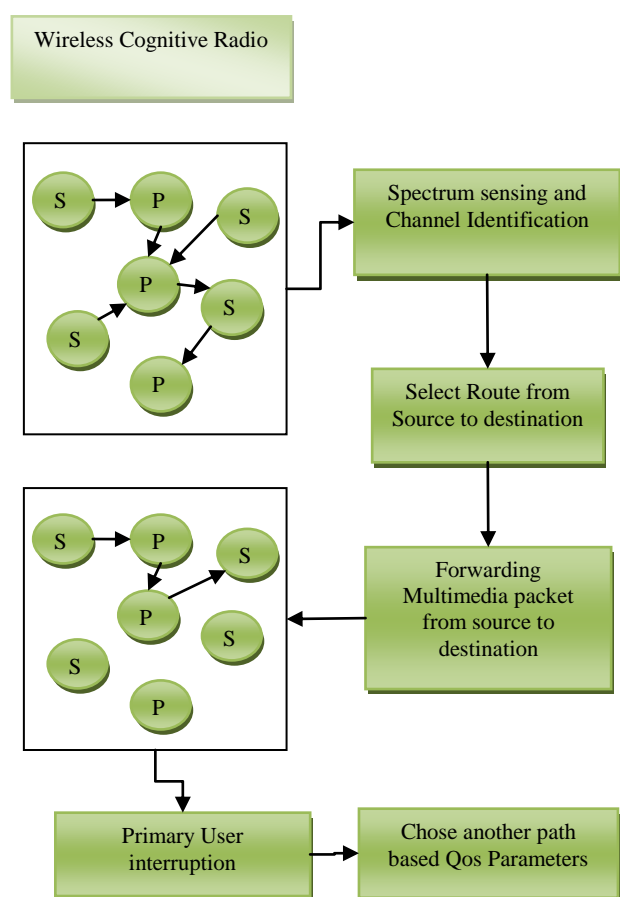 Wireless Cognitive Radio
S
P
S
P
S
S
P
Spectrum sensing and
Channel Identification
Select Route from
Source to destination
S
P
S
P
S
S
P
Forwarding
Multimedia packet
from source to
destination
Primary User
interruption
Chose another path
based Qos Parameters